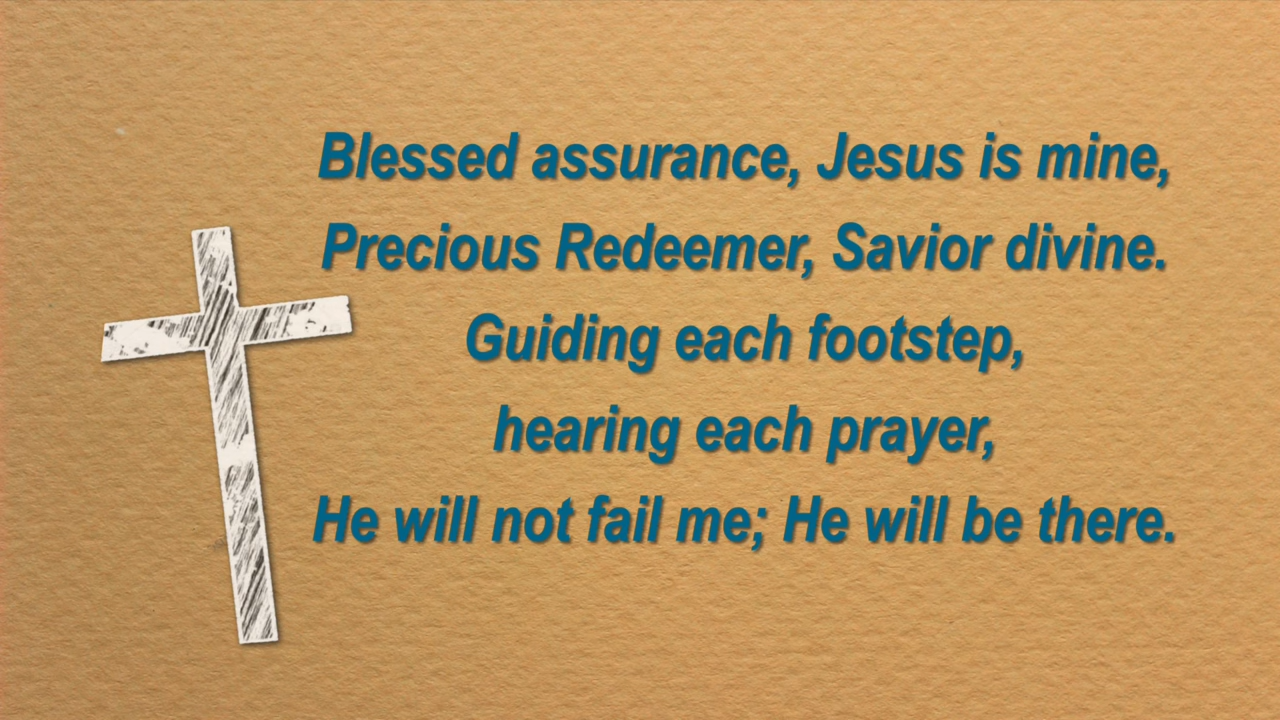 Blessed assurance, Jesus is mine,
Precious Redeemer, Savior divine.
Guiding each footstep,
hearing each prayer,
He will not fail me; He will be there.